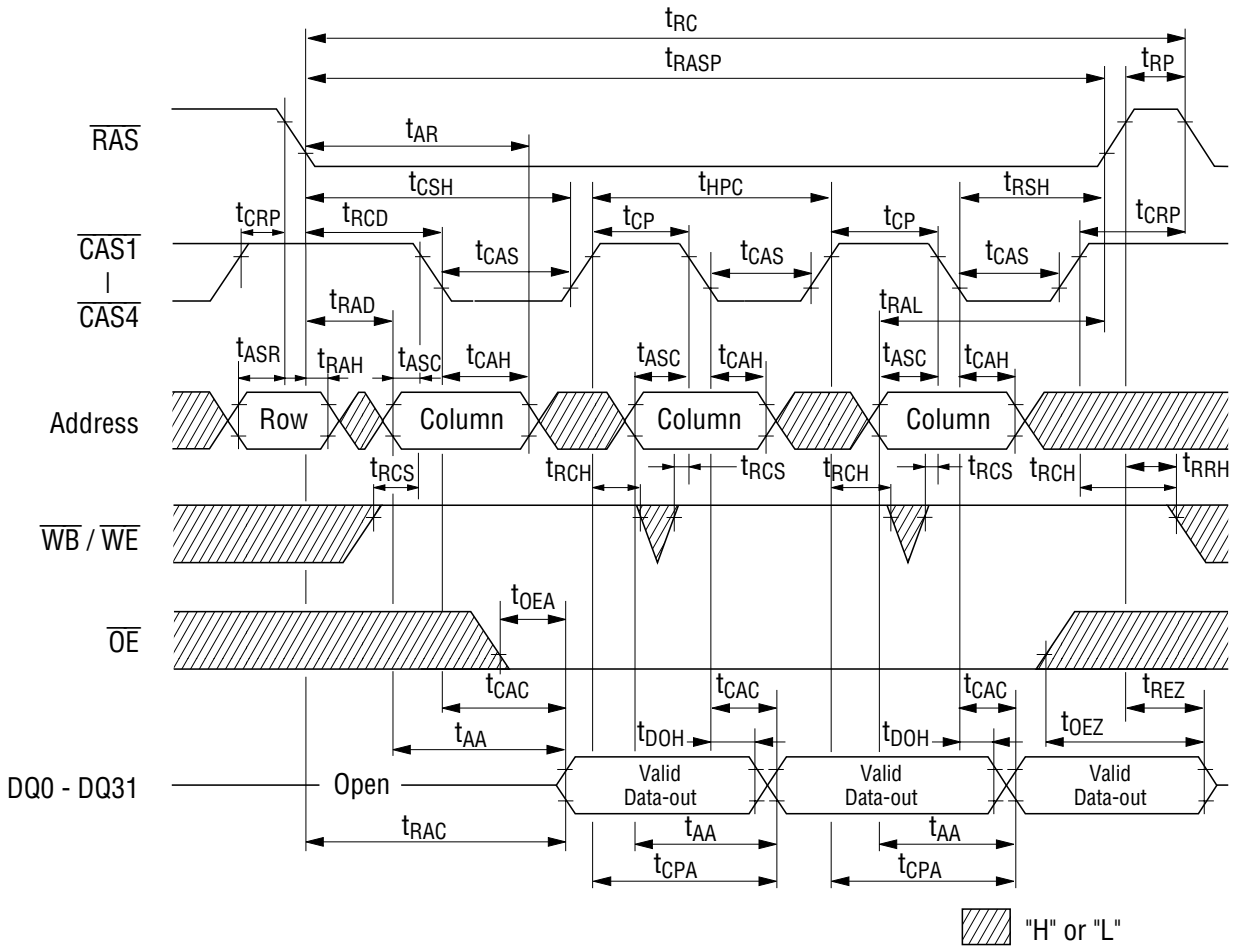 tRC
tRASP
tRP
RAS
tAR
tCSH
tHPC
tRSH
tCRP
tRCD
tCP
tCP
tCRP
CAS1
|
CAS4
tCAS
tCAS
tCAS
tRAD
tRAL
tASR
tRAH
tASC
tCAH
tASC
tCAH
tASC
tCAH
Address
Row
Column
Column
Column
tRCS
tRCH
tRCS
tRCH
tRCS
tRCH
tRRH
WB / WE
tOEA
OE
tCAC
tCAC
tCAC
tREZ
tAA
tDOH
tDOH
tOEZ
DQ0 - DQ31
Open
Valid
Data-out
Valid
Data-out
Valid
Data-out
tRAC
tAA
tAA
tCPA
tCPA
"H" or "L"